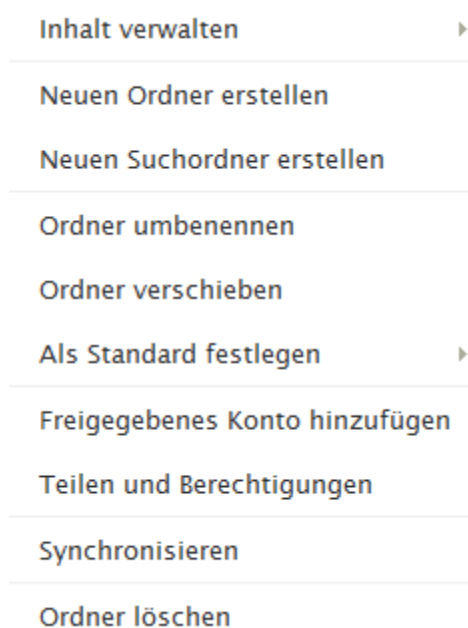 Inhalt verwalten
Neuen Ordner erstellen
Neuen Suchordner erstellen
Ordner umbenennen
Ordner verschieben
Als Standard festlegen
Freigegebenes Konto hinzufügen
Teilen und Berechtigungen
Synchronisieren
Ordner löschen